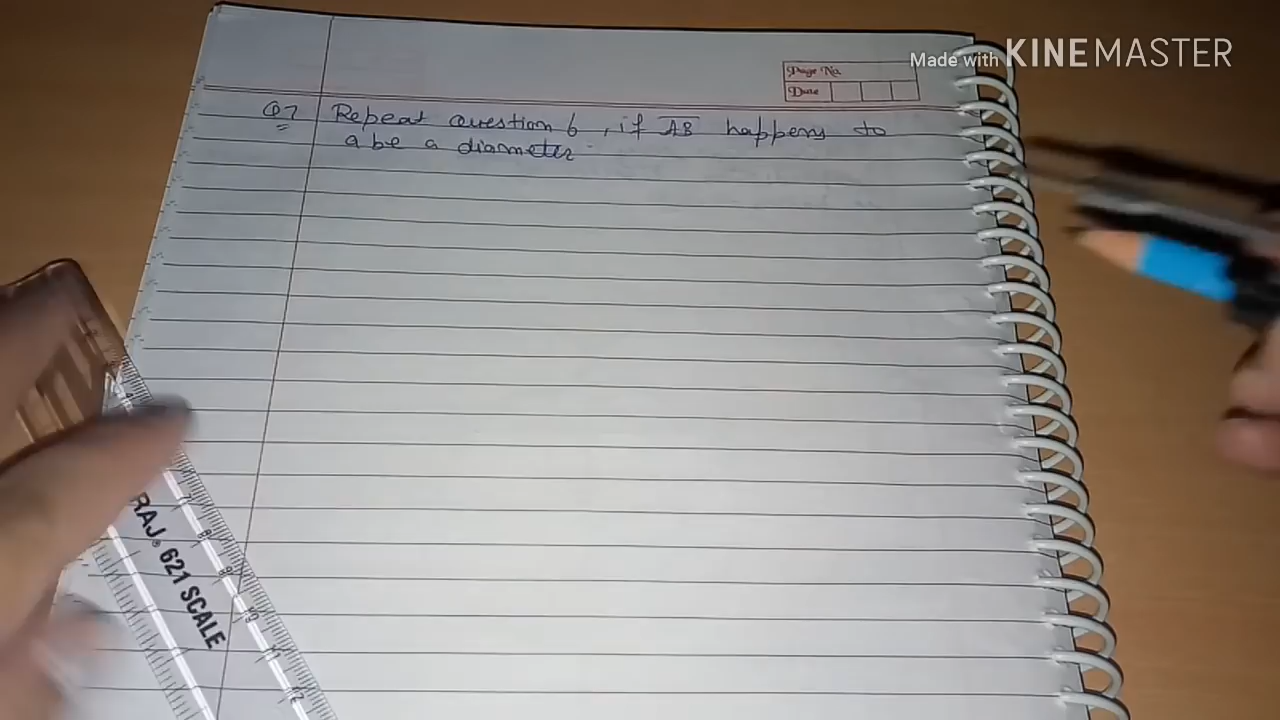 Made with KINEMASTER
Page No.
Date
Q7 Repeat question 6, if AB happens to
a be a diameter.
RAJ® 621 SCALE